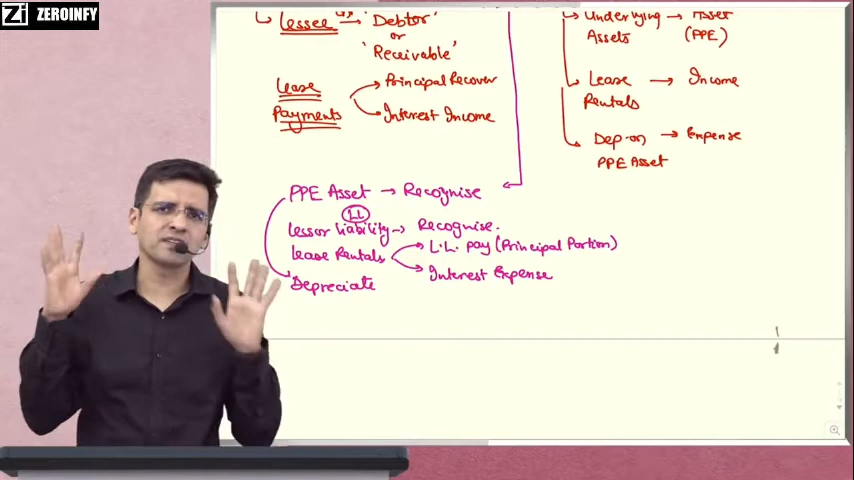 Zi ZEROINFY
Lessee → 'Debtor'
or
'Receivable'
Lease
Payments
Principal Recover
Interest Income
Underlying → Asset
Assets (PPE)
Lease → Income
Rentals
Dep on → Expense
PPE Asset
PPE Asset → Recognise
LL
Lessor liability → Recognise.
Lease Rentals
L.L. pay (Principal Portion)
Interest Expense
Depreciate